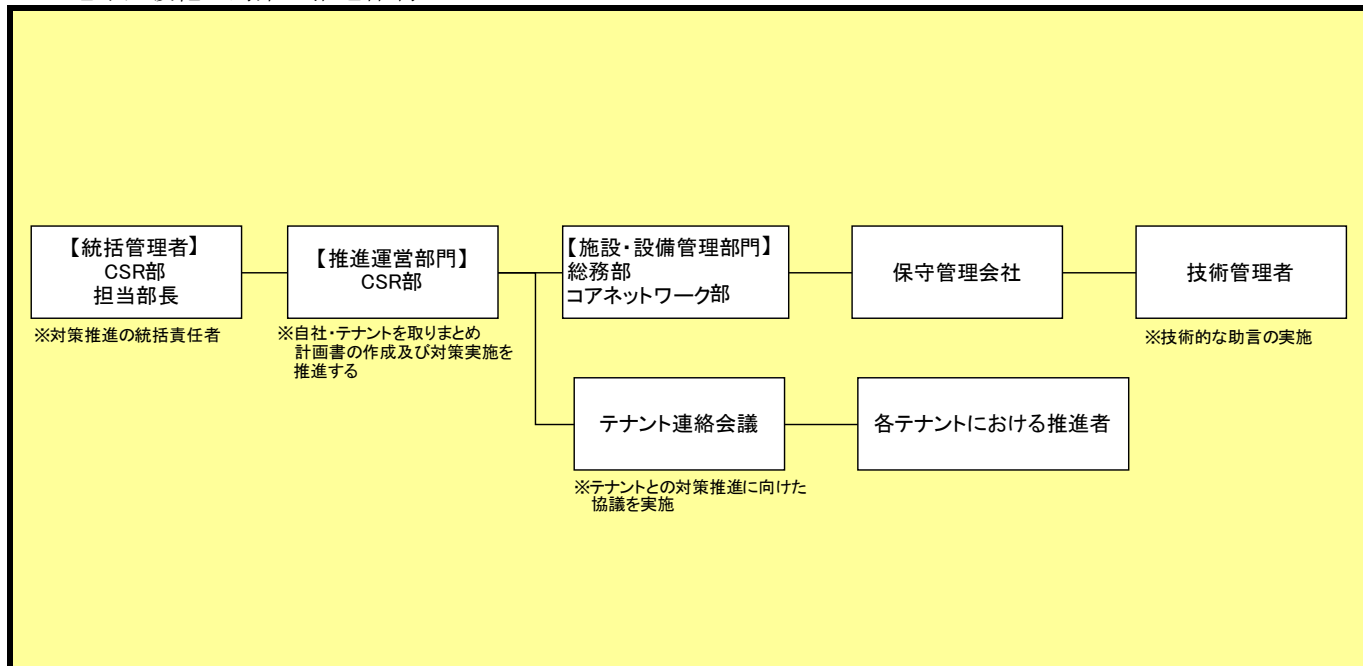 【統括管理者】
CSR部
担当部長
※対策推進の統括責任者
【推進運営部門】
CSR部
※自社・テナントを取りまとめ
計画書の作成及び対策実施を
推進する
【施設・設備管理部門】
総務部
コアネットワーク部
保守管理会社
技術管理者
※技術的な助言の実施
テナント連絡会議
※テナントとの対策推進に向けた
協議を実施
各テナントにおける推進者